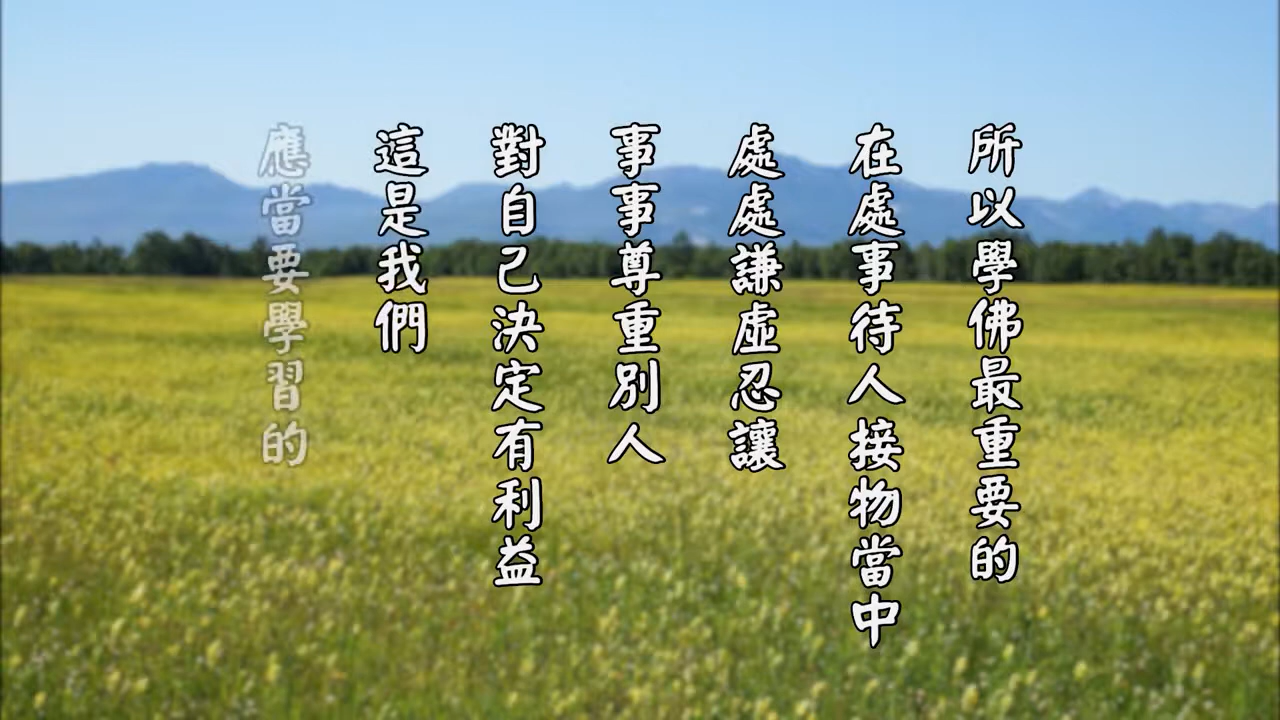 所以學佛最重要的
在處事待人接物當中
處處謙虛忍讓
事事尊重別人
對自己決定有利益
這是我們
應當要學習的